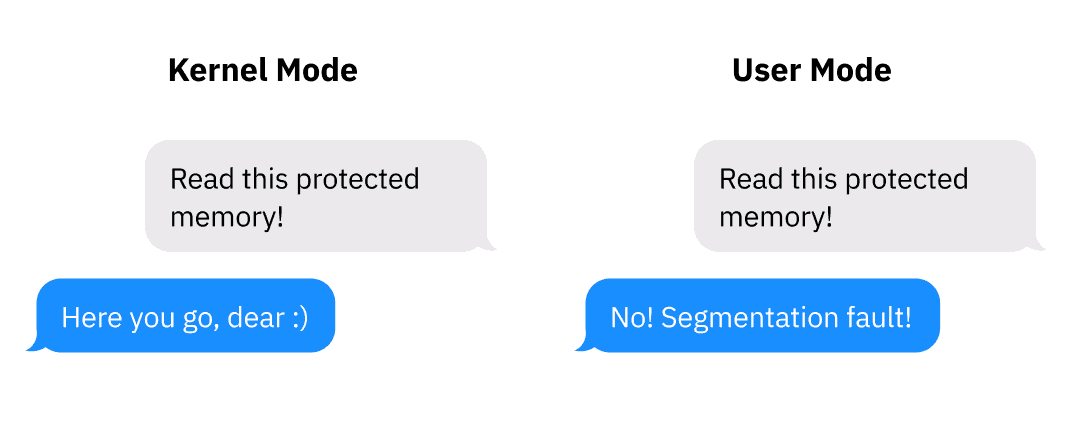 Kernel Mode
Read this protected
memory!
Here you go, dear :)
User Mode
Read this protected
memory!
No! Segmentation fault!